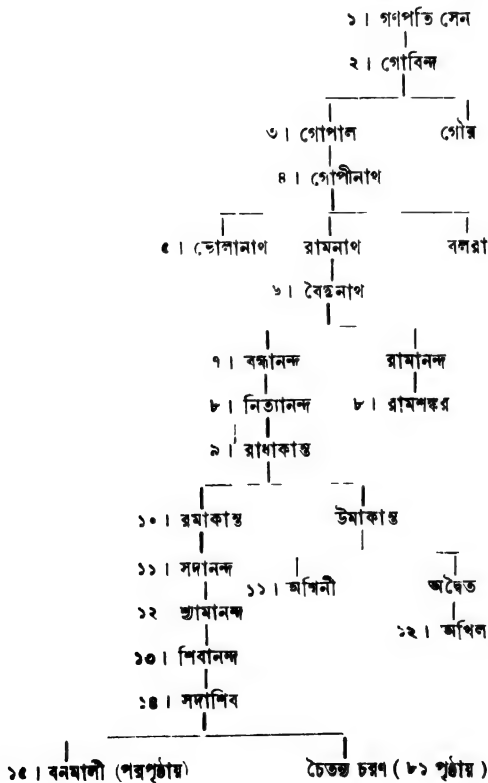 ১। গণপতি সেন
২। গোবিন্দ
৩। গোপাল গৌর
৪। গোপীনাথ
৫। ভোলানাথ রামনাথ বলরা
৬। বৈদ্যনাথ
৭। বন্ধানন্দ রামানন্দ
৮। নিত্যানন্দ ৮। রামশঙ্কর
৯। রাধাকান্ত
১০। রমাকান্ত উমাকান্ত
১১। সদানন্দ ১১। অশ্বিনী অদ্বৈত
১২ শ্যামানন্দ ১২। অখিল
১৩। শিবানন্দ
১৪। সদাশিব
১৫। বনমালী (পরপৃষ্ঠায়) চৈতন্য চরণ (৮১ পৃষ্ঠায়)